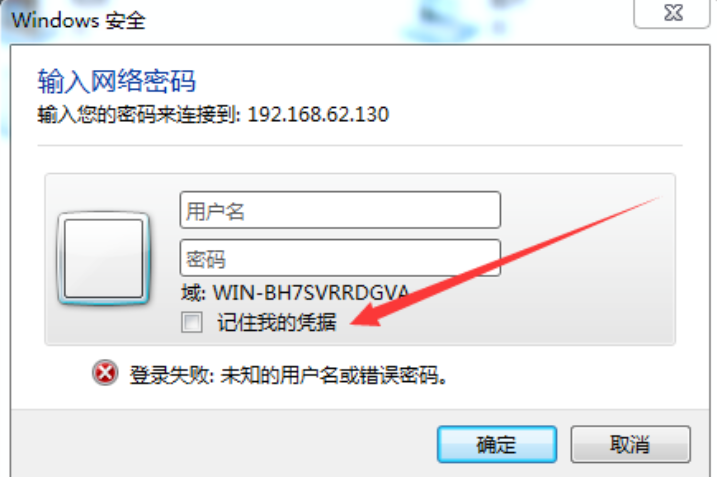 Windows 安全
输入网络密码
输入您的密码来连接到: 192.168.62.130
用户名
密码
域: WIN-BH7SVRRDGVA
记住我的凭据
登录失败: 未知的用户名或错误密码。
确定
取消